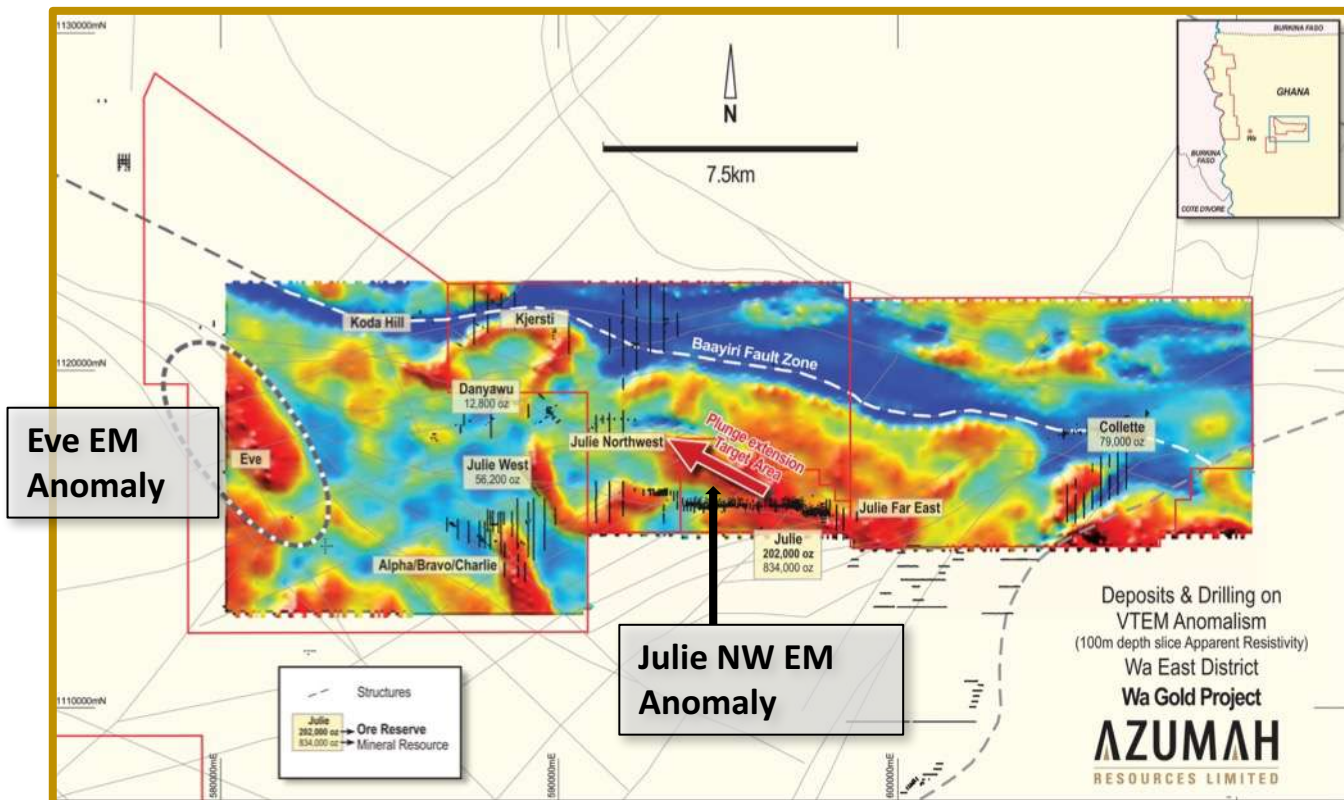 1130000mN
BURKINA FASO
GHANA
Wa
BURKINA
FASO
COTE D'IVORE
N
7.5km
Koda Hill
Kjersti
Baayiri Fault Zone
1120000mN
Danyawu
12,800 oz
Collette
79,000 oz
Eve EM
Anomaly
Eve
Julie Northwest
Plunge extension
Target Area
Julie West
56,200 oz
Julie Far East
Julie
202,000 oz
834,000 oz
Alpha/Bravo/Charlie
Julie NW EM
Anomaly
Deposits & Drilling on
VTEM Anomalism
(100m depth slice Apparent Resistivity)
Wa East District
Wa Gold Project
AZUMAH
RESOURCES LIMITED
Structures
Julie
202,000 oz Ore Reserve
834,000 oz Mineral Resource
1110000mN
580000mE
590000mE
600000mE